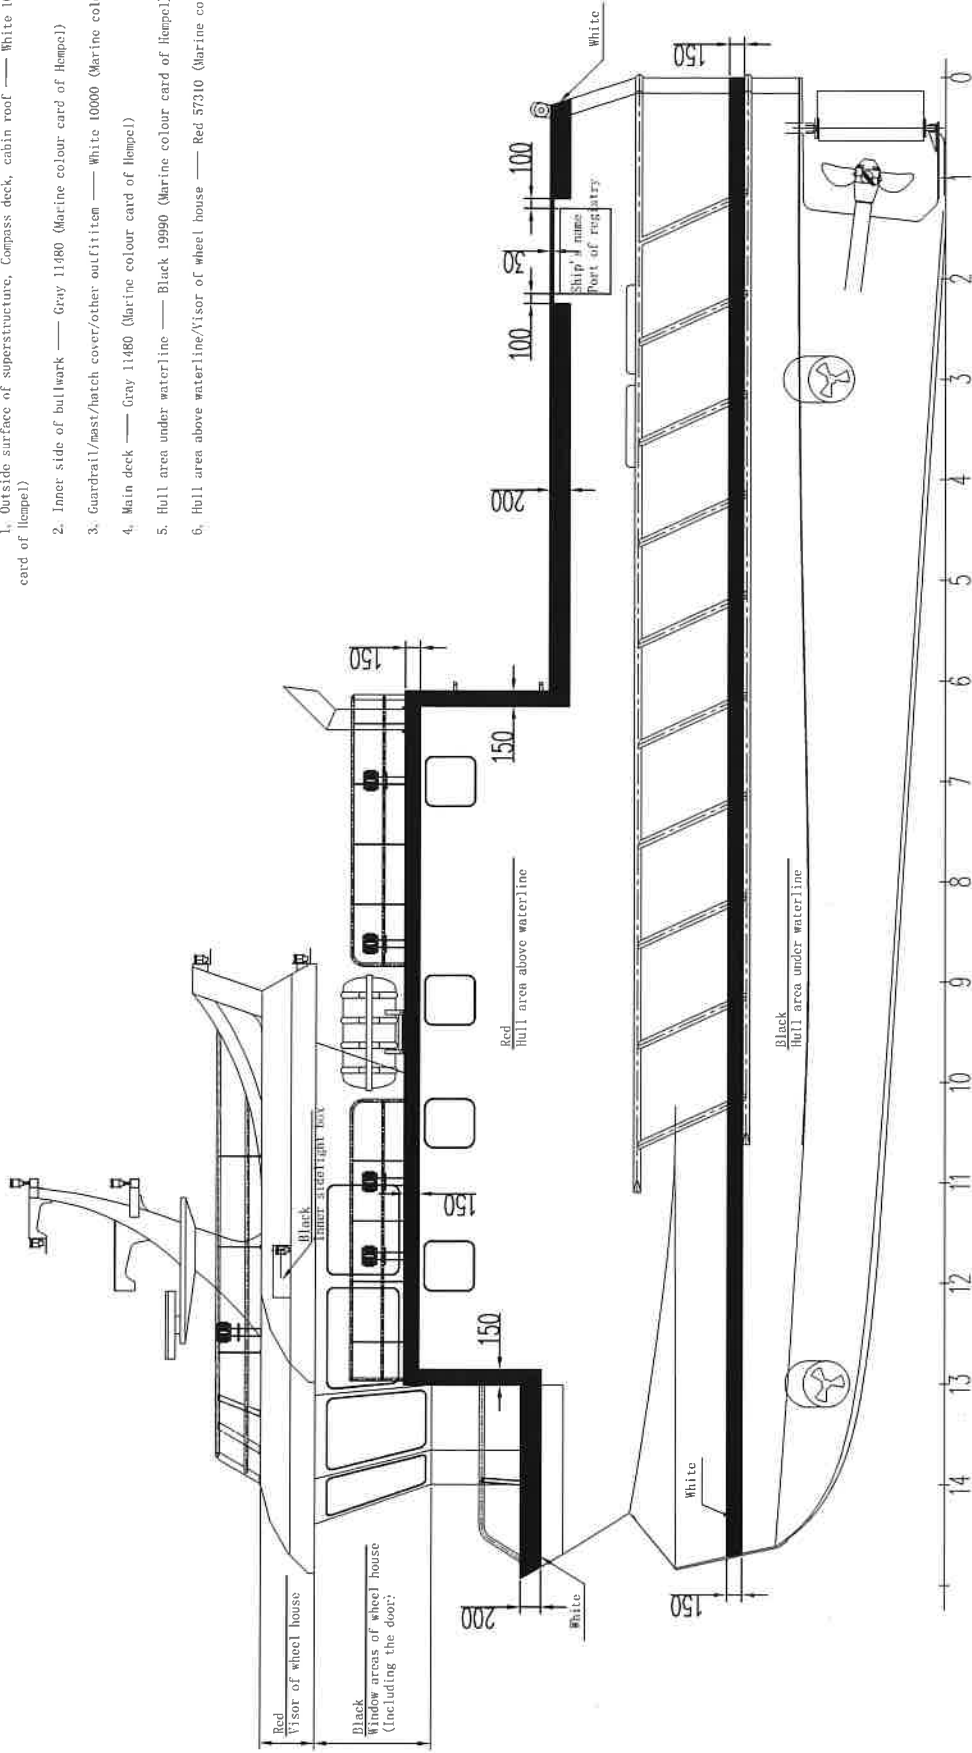 1. Outside surface of superstructure, Compass deck, cabin roof —— White
card of Hempel)
2. Inner side of bullwark —— Gray 11480 (Marine colour card of Hempel)
3. Guardrail/mast/hatch cover/other outfititem —— White 10000 (Marine
4. Main deck —— Gray 11480 (Marine colour card of Hempel)
5. Hull area under waterline —— Black 19990 (Marine colour card of Hempel)
6. Hull area above waterline/Visor of wheel house —— Red 57310 (Marine
Red
Visor of wheel house
Black
Window areas of wheel house
(Including the door)
Black
Inner sidelight box
150
150
150
150
200
White
200
100
30
100
Ship's name
Port of registry
White
Red
Hull area above waterline
White
150
150
Black
Hull area under waterline
14 13 12 11 10 9 8 7 6 5 4 3 2 1 0